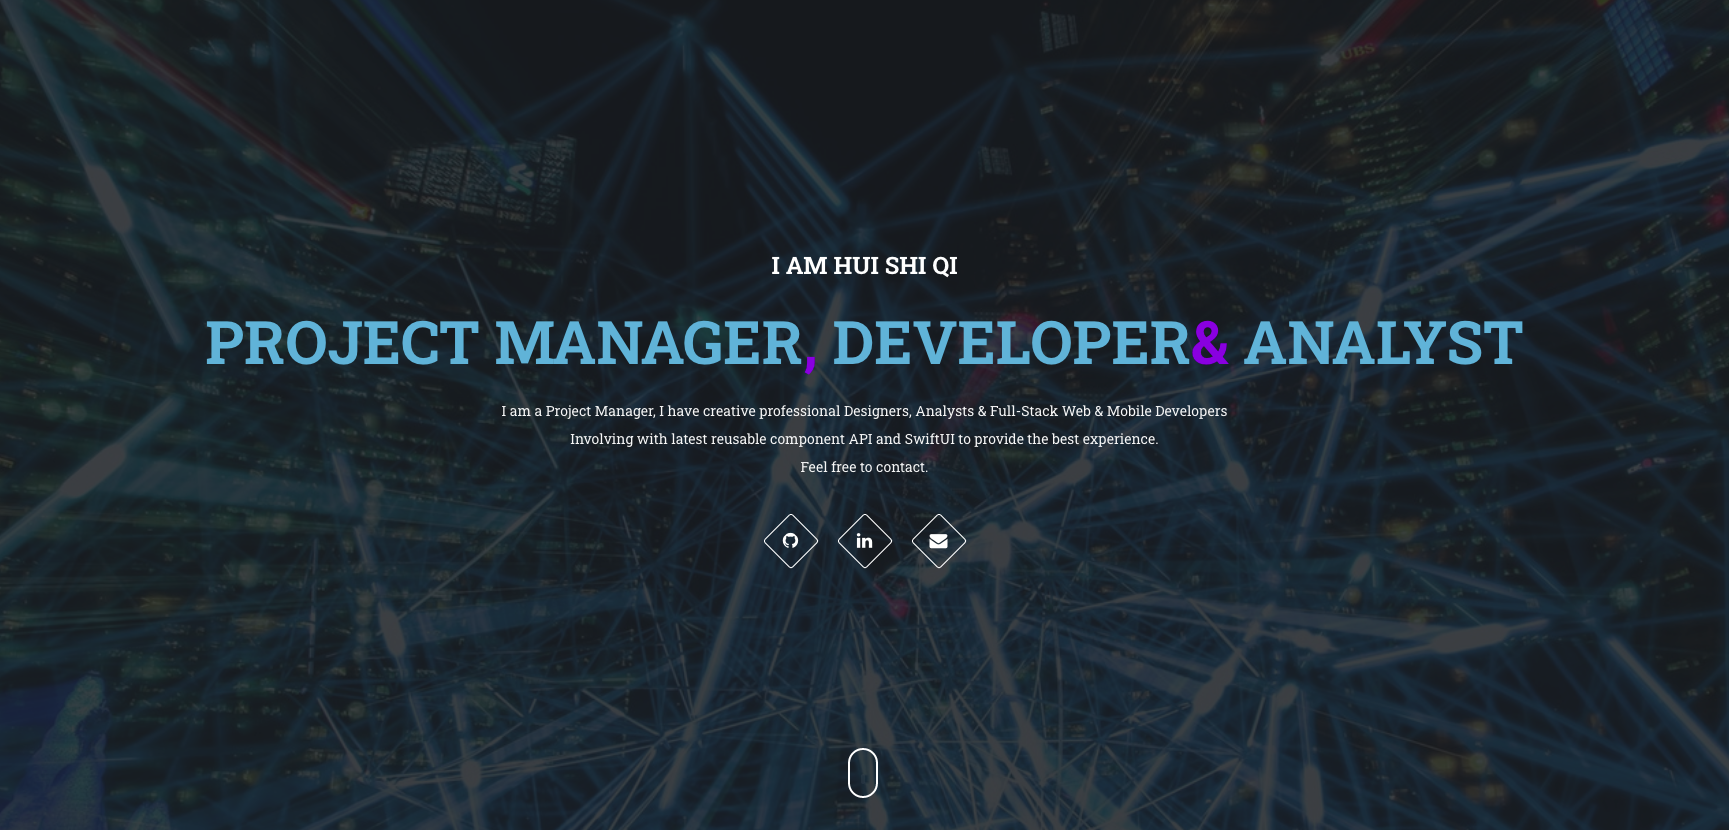 UBS
I AM HUI SHI QI
PROJECT MANAGER, DEVELOPER& ANALYST
I am a Project Manager, I have creative professional Designers, Analysts & Full-Stack Web & Mobile Developers
Involving with latest reusable component API and SwiftUI to provide the best experience.
Feel free to contact.
in